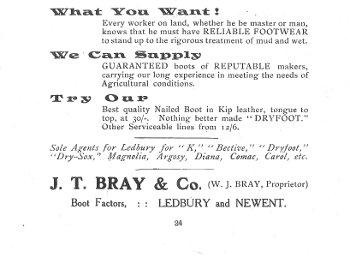 What You Want!
Every worker on land, whether he be master or man,
knows that he must have RELIABLE FOOTWEAR
to stand up to the rigorous treatment of mud and wet.
We Can Supply
GUARANTEED boots of REPUTABLE makers,
carrying our long experience in meeting the needs of
Agricultural conditions.
Try Our
Best quality Nailed Boot in Kip leather, tongue to
top, at 30/-. Nothing better made "DRYFOOT."
Other Serviceable lines from 12/6.
Sole Agents for Ledbury for "K," "Bective," "Dryfoot,"
"Dry-Sox," Magnolia, Argosy, Diana, Comac, Carol, etc.
J. T. BRAY & Co. (W. J. BRAY, Proprietor)
Boot Factors, : : LEDBURY and NEWENT.
24